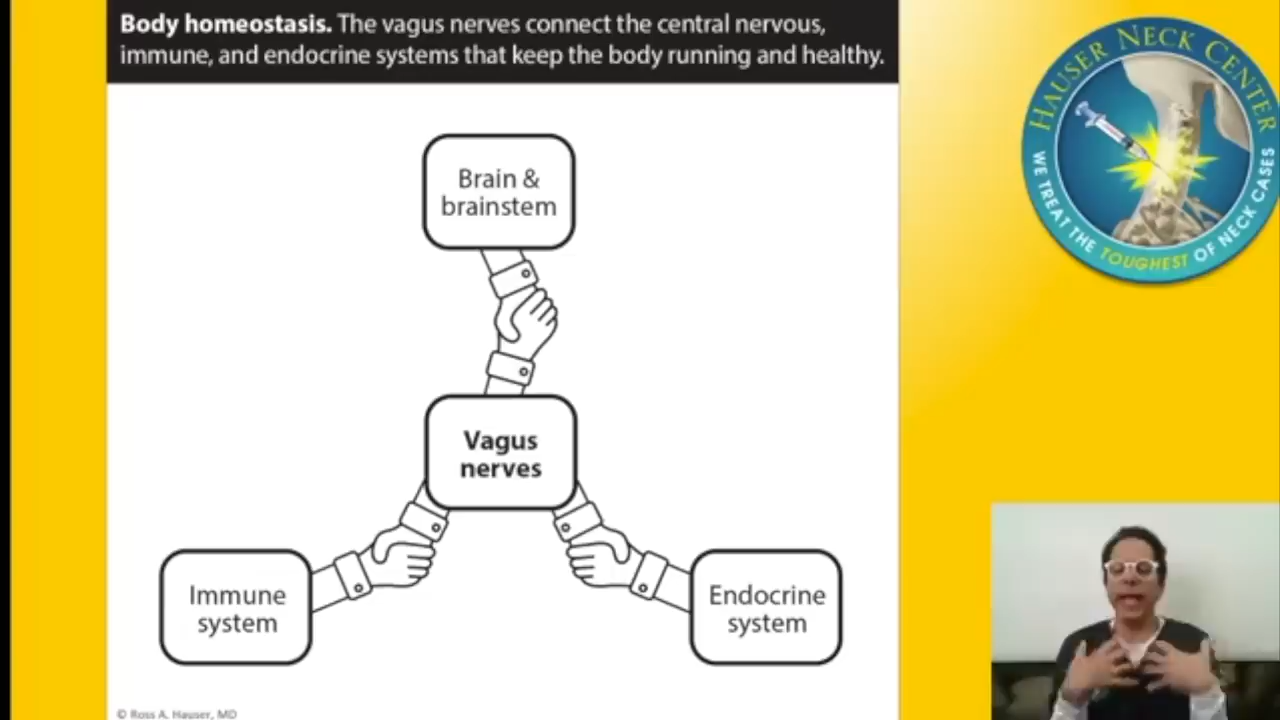 Body homeostasis. The vagus nerves connect the central nervous,
immune, and endocrine systems that keep the body running and healthy.
HAUSER NECK CENTER
WE TREAT THE TOUGHEST OF NECK CASES
Brain &
brainstem
Vagus
nerves
Immune
system
Endocrine
system
© Ross A. Hauser, MD